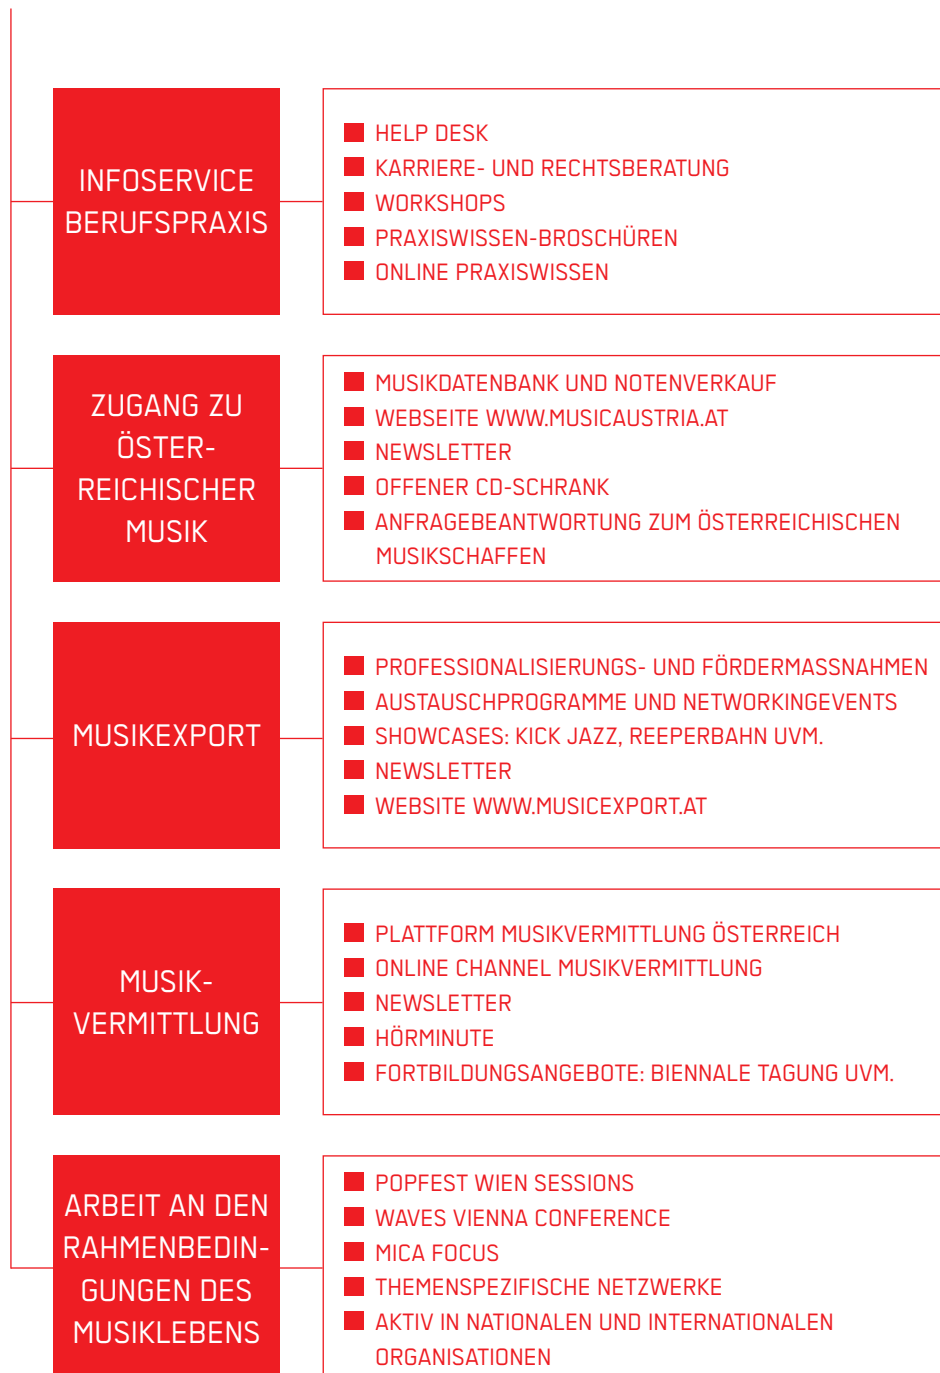 INFOSERVICE
BERUFSPRAXIS
HELP DESK
KARRIERE- UND RECHTSBERATUNG
WORKSHOPS
PRAXISWISSEN-BROSCHÜREN
ONLINE PRAXISWISSEN
ZUGANG ZU
ÖSTER-
REICHISCHER
MUSIK
MUSIKDATENBANK UND NOTENVERKAUF
WEBSEITE WWW.MUSICAUSTRIA.AT
NEWSLETTER
OFFENER CD-SCHRANK
ANFRAGEBEANTWORTUNG ZUM ÖSTERREICHISCHEN
MUSIKSCHAFFEN
MUSIKEXPORT
PROFESSIONALISIERUNGS- UND FÖRDERMASSNAHMEN
AUSTAUSCHPROGRAMME UND NETWORKINGEVENTS
SHOWCASES: KICK JAZZ, REEPERBAHN UVM.
NEWSLETTER
WEBSITE WWW.MUSICEXPORT.AT
MUSIK-
VERMITTLUNG
PLATTFORM MUSIKVERMITTLUNG ÖSTERREICH
ONLINE CHANNEL MUSIKVERMITTLUNG
NEWSLETTER
HÖRMINUTE
FORTBILDUNGSANGEBOTE: BIENNALE TAGUNG UVM.
ARBEIT AN DEN
RAHMENBEDIN-
GUNGEN DES
MUSIKLEBENS
POPFEST WIEN SESSIONS
WAVES VIENNA CONFERENCE
MICA FOCUS
THEMENSPEZIFISCHE NETZWERKE
AKTIV IN NATIONALEN UND INTERNATIONALEN
ORGANISATIONEN